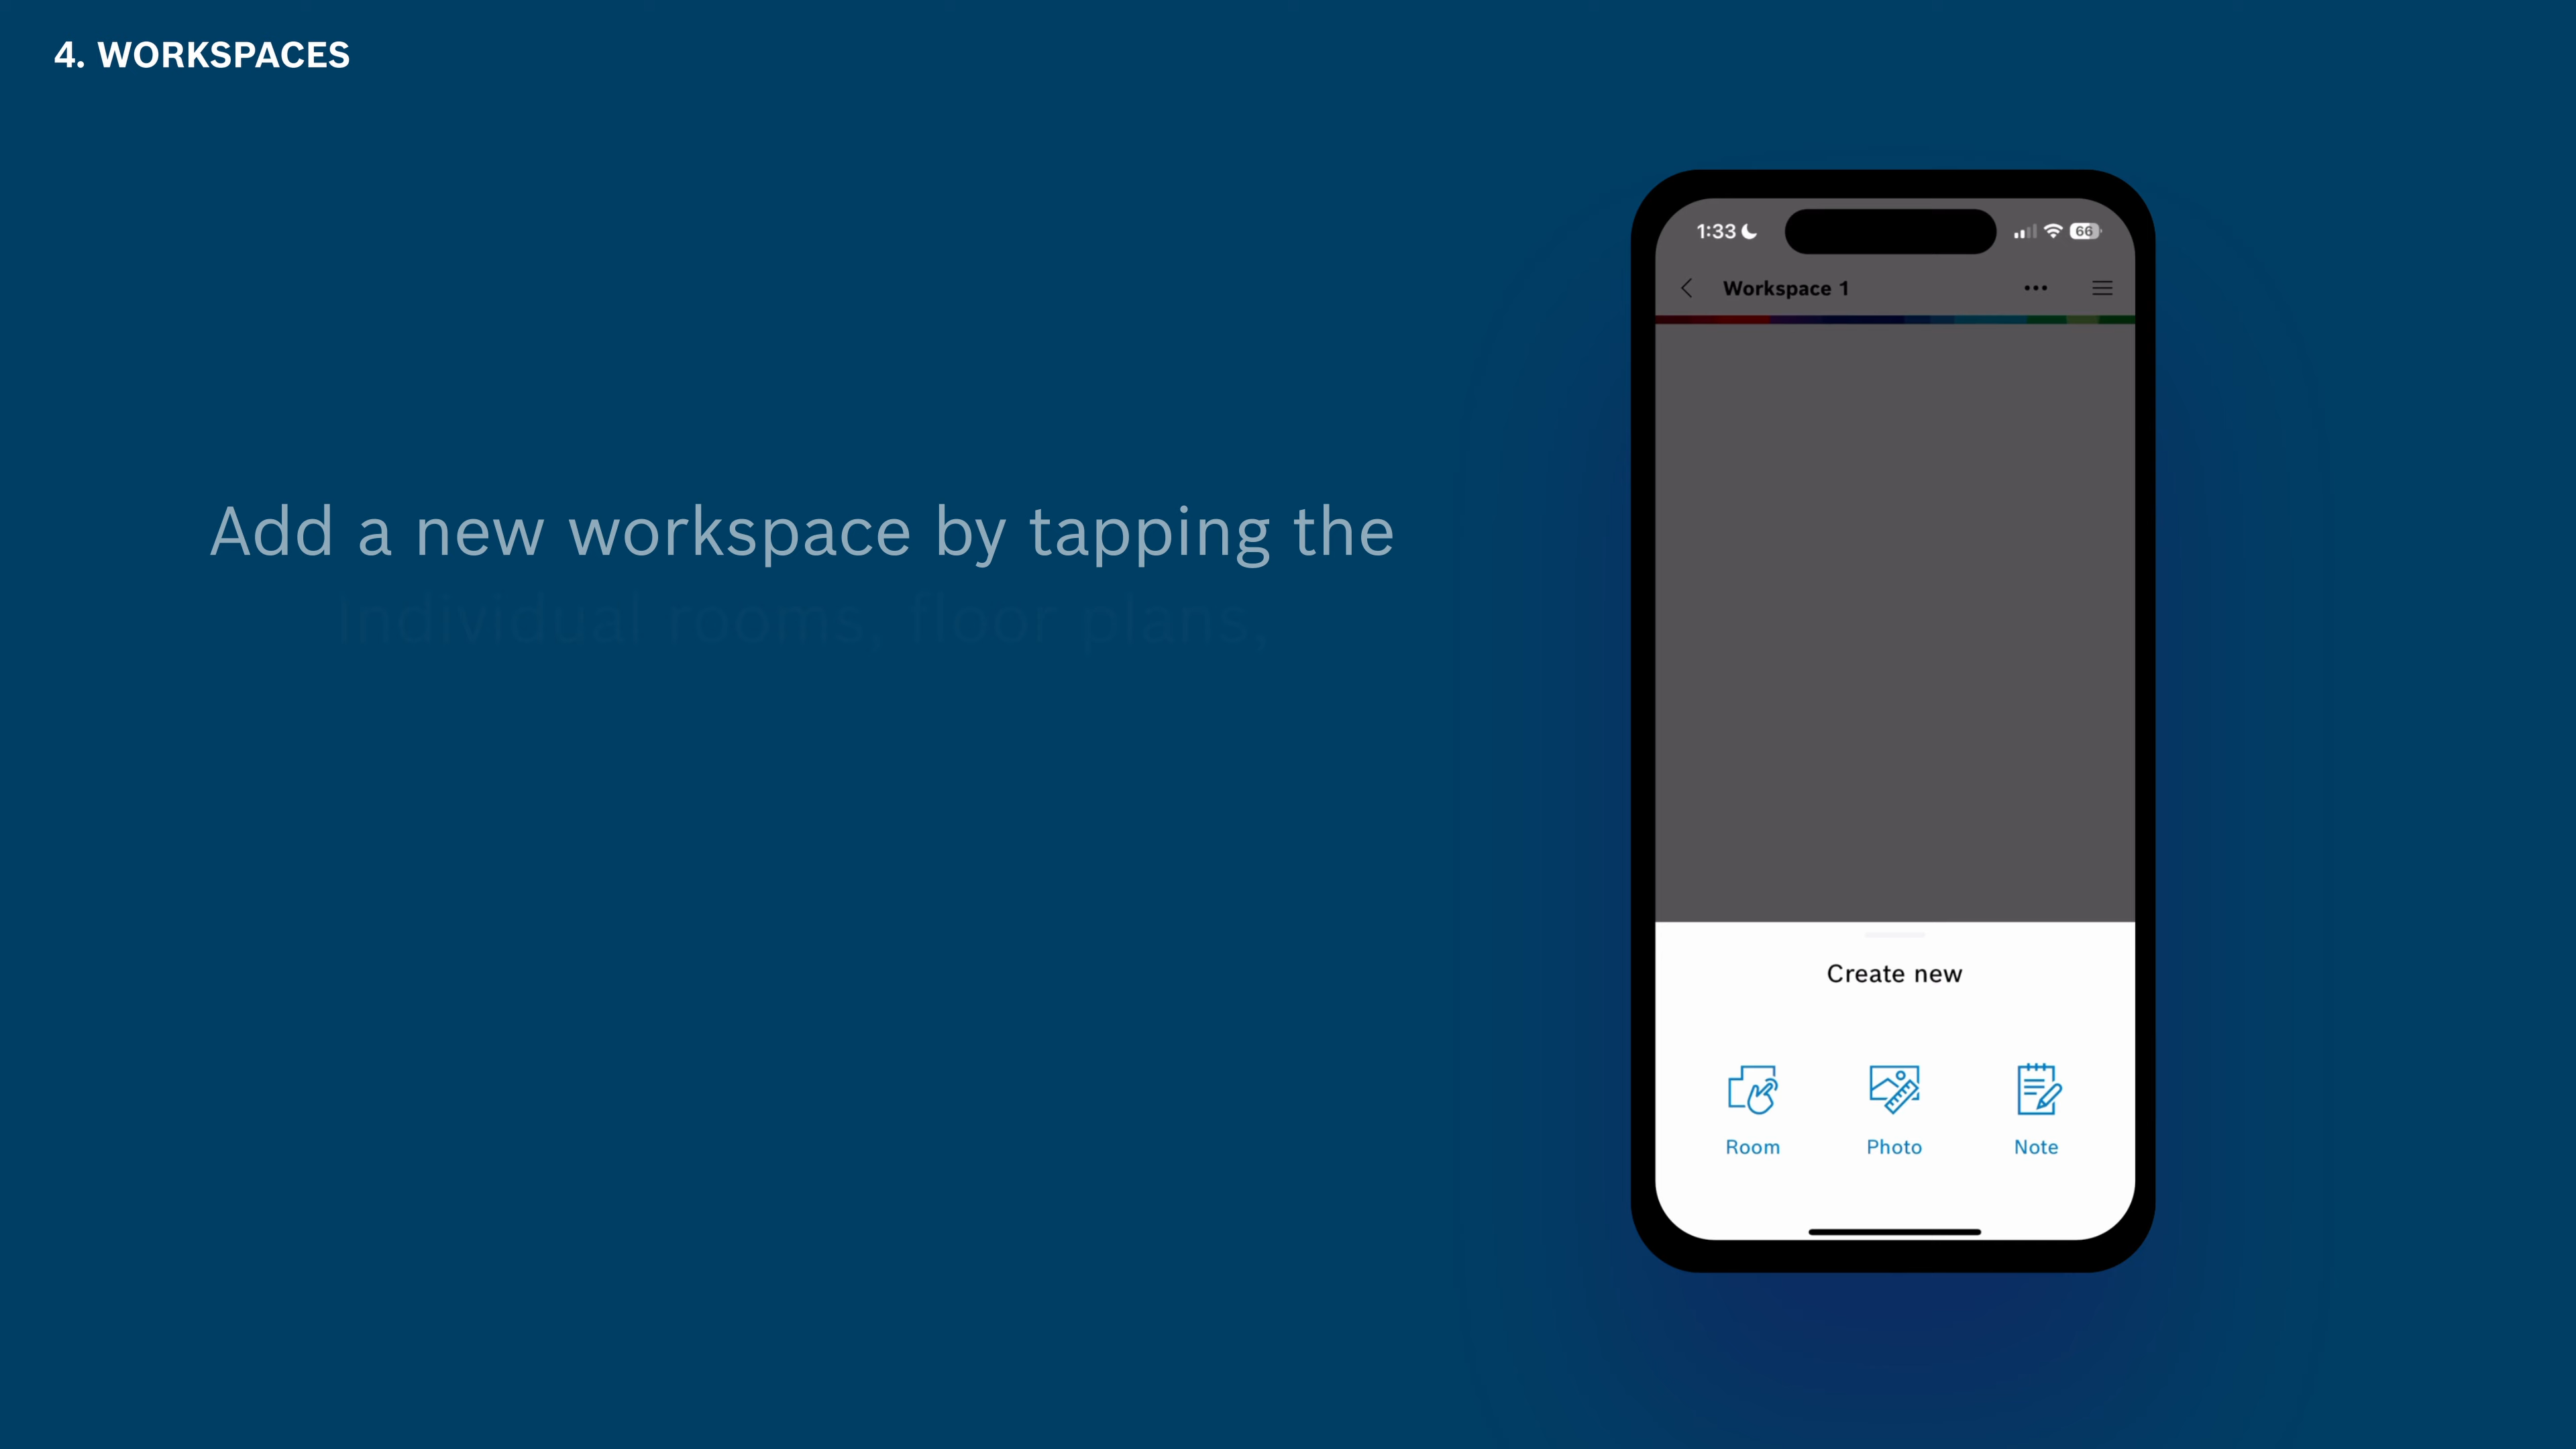 4. WORKSPACES
Add a new workspace by tapping the
Individual rooms, floor plans,
1:33
66
Workspace 1
Create new
Room
Photo
Note